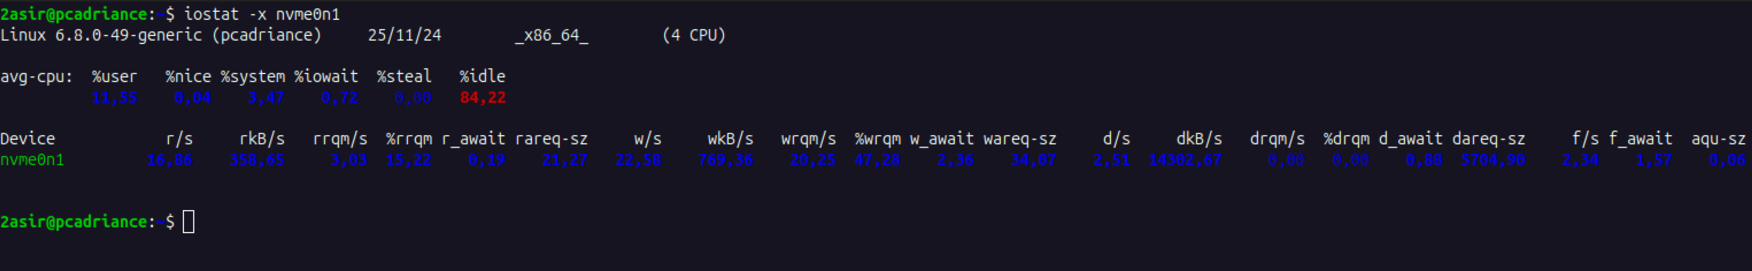 2asir@pcadriance:~$ iostat -x nvme0n1
Linux 6.8.0-49-generic (pcadriance) 25/11/24 _x86_64_ (4 CPU)
avg-cpu: %user %nice %system %iowait %steal %idle
11,55 0,04 3,47 0,72 0,00 84,22
Device r/s rkB/s rrqm/s %rrqm r_await rareq-sz w/s wkB/s wrqm/s %wrqm w_await wareq-sz d/s dkB/s drqm/s %drqm d_await dareq-sz f/s f_await aqu-sz
nvme0n1 16,86 358,65 3,03 15,22 0,19 21,27 22,58 769,36 20,25 47,28 2,36 34,07 2,51 14302,67 0,00 0,00 0,88 5704,90 2,34 1,57 0,06
2asir@pcadriance:~$